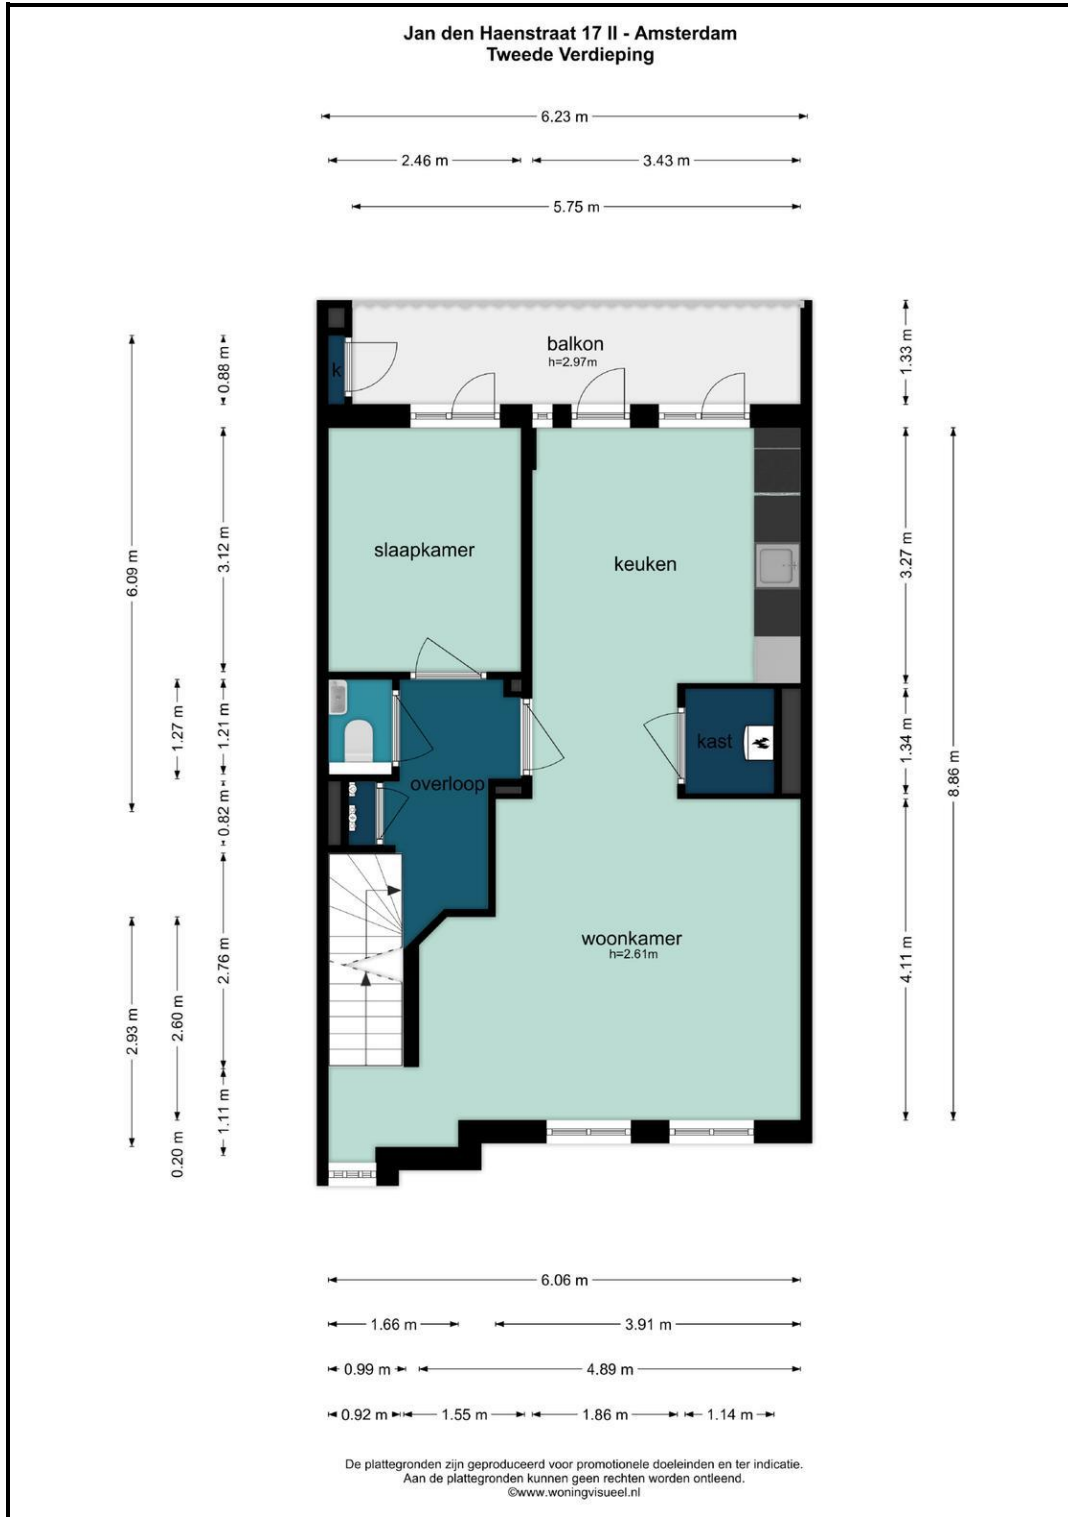 Jan den Haenstraat 17 II - Amsterdam
Tweede Verdieping
6.23 m
2.46 m
3.43 m
5.75 m
balkon
h=2.97m
k
1.33 m
0.88 m
slaapkamer
keuken
3.12 m
3.27 m
6.09 m
8.86 m
1.27 m
1.21 m
kast
1.34 m
overloop
0.82 m
woonkamer
h=2.61m
2.76 m
4.11 m
2.60 m
2.93 m
1.11 m
0.20 m
6.06 m
1.66 m
3.91 m
0.99 m
4.89 m
0.92 m
1.55 m
1.86 m
1.14 m
De plattegronden zijn geproduceerd voor promotionele doeleinden en ter indicatie.
Aan de plattegronden kunnen geen rechten worden ontleend.
©www.woningvisueel.nl